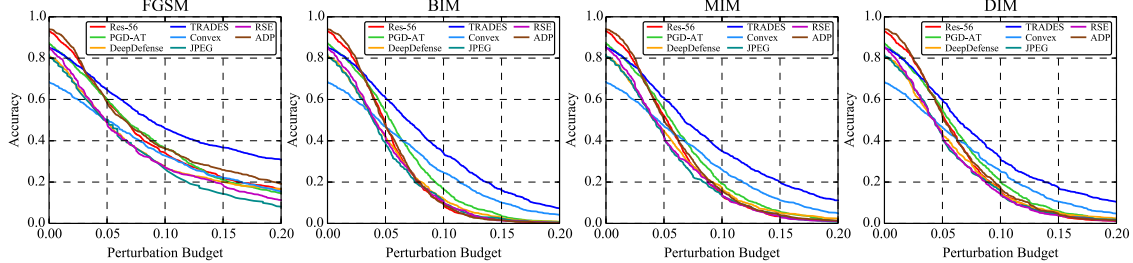 FGSM
Accuracy
1.0
0.8
0.6
0.4
0.2
0.0
Res-56
PGD-AT
DeepDefense
TRADES
Convex
JPEG
RSE
ADP
0.00 0.05 0.10 0.15 0.20
Perturbation Budget
BIM
Accuracy
1.0
0.8
0.6
0.4
0.2
0.0
Res-56
PGD-AT
DeepDefense
TRADES
Convex
JPEG
RSE
ADP
0.00 0.05 0.10 0.15 0.20
Perturbation Budget
MIM
Accuracy
1.0
0.8
0.6
0.4
0.2
0.0
Res-56
PGD-AT
DeepDefense
TRADES
Convex
JPEG
RSE
ADP
0.00 0.05 0.10 0.15 0.20
Perturbation Budget
DIM
Accuracy
1.0
0.8
0.6
0.4
0.2
0.0
Res-56
PGD-AT
DeepDefense
TRADES
Convex
JPEG
RSE
ADP
0.00 0.05 0.10 0.15 0.20
Perturbation Budget